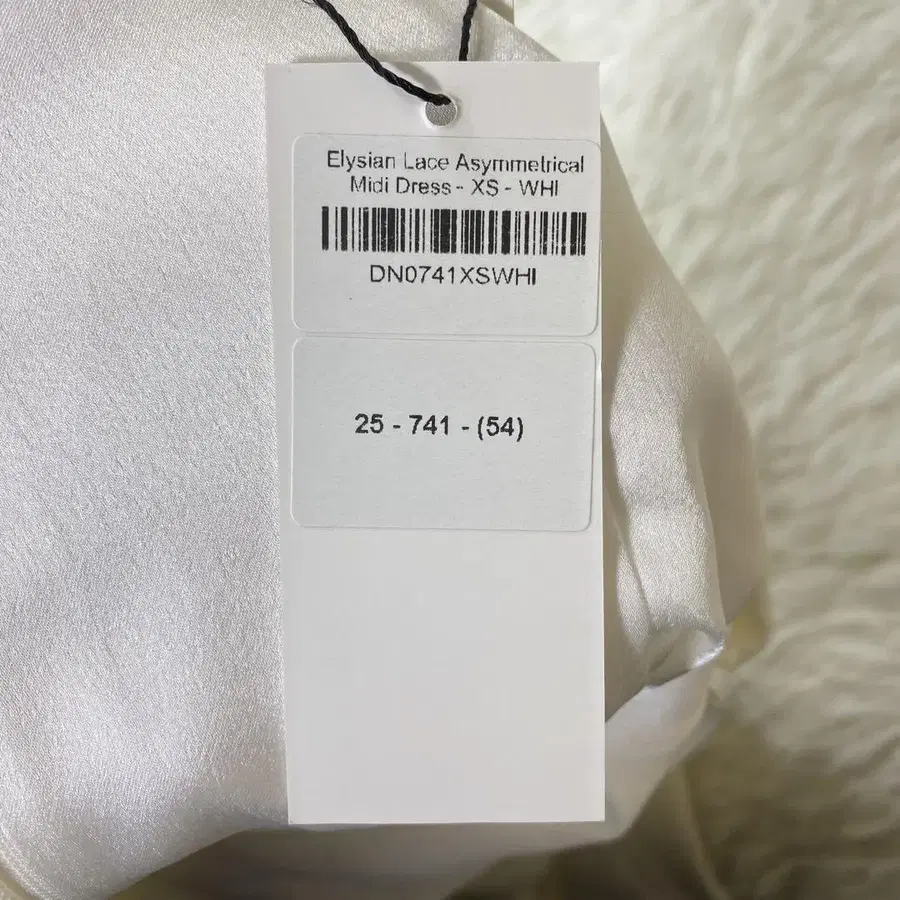 Elysian Lace Asymmetrical
Midi Dress - XS - WHI
DN0741XSWHI
25 - 741 - (54)